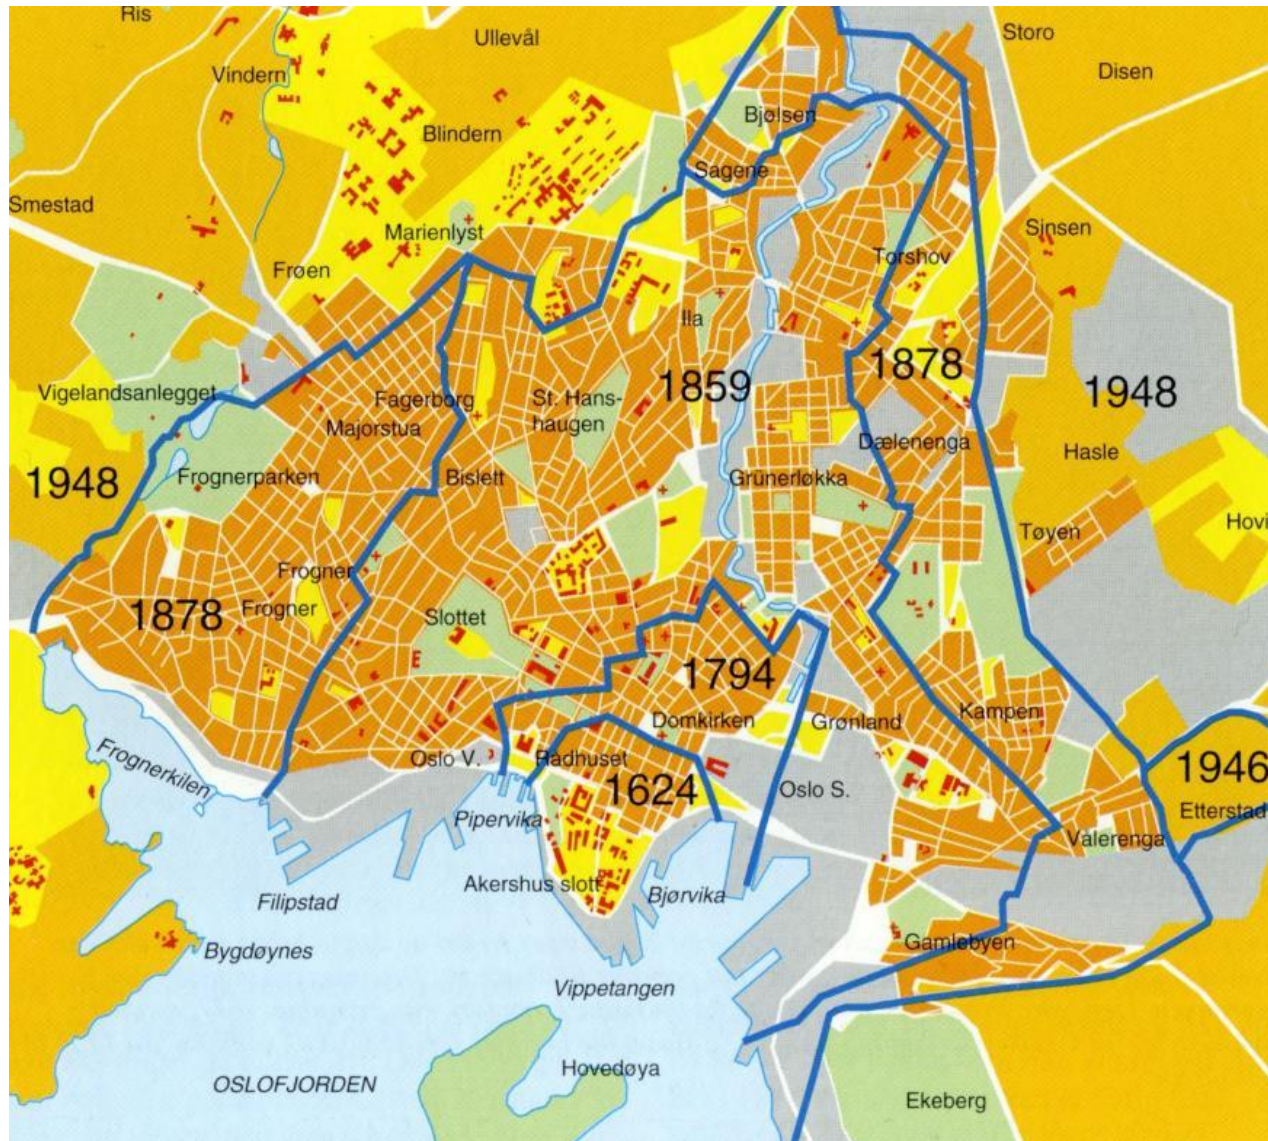 Ris
Ullevål
Storo
Vindern
Disen
Bjølsen
Blindern
Sagene
Smestad
Marienlyst
Sinsen
Frøen
Torshov
Ila
1859
1878
1948
Vigelandsanlegget
Fagerborg
St. Hans-
haugen
Majorstua
Dælenenga
Hasle
1948
Frognerparken
Bislett
Grünerløkka
Tøyen
Hovi
Frogner
1878
Frogner
Slottet
1794
Domkirken
Grønland
Kampen
Frognerkilen
Oslo V.
Rådhuset
1624
Oslo S.
1946
Etterstad
Pipervika
Valerenga
Akershus slott
Bjørvika
Filipstad
Bygdøynes
Gamlebyen
Vippetangen
Hovedøya
OSLOFJORDEN
Ekeberg